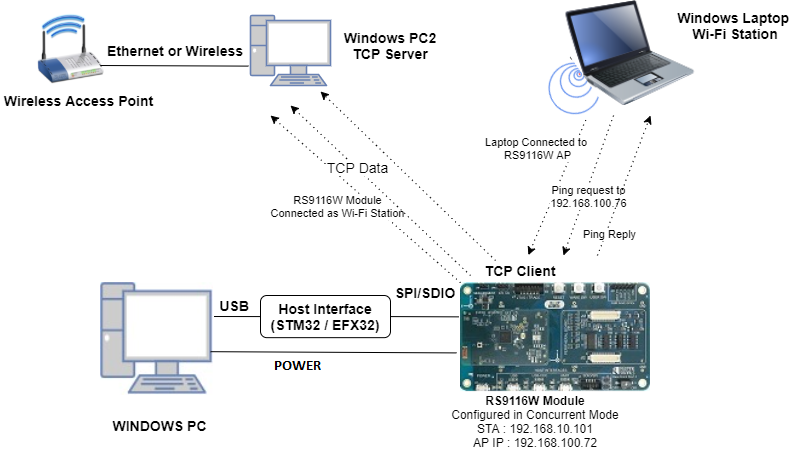 Windows PC2
TCP Server
Ethernet or Wireless
Wireless Access Point
Windows Laptop
Wi-Fi Station
Laptop Connected to
RS9116W AP
TCP Data
RS9116W Module
Connected as Wi-Fi Station
Ping request to
192.168.100.76
Ping Reply
TCP Client
SPI/SDIO
USB
Host Interface
(STM32 / EFX32)
POWER
WINDOWS PC
RS9116W Module
Configured in Concurrent Mode
STA : 192.168.10.101
AP IP : 192.168.100.72